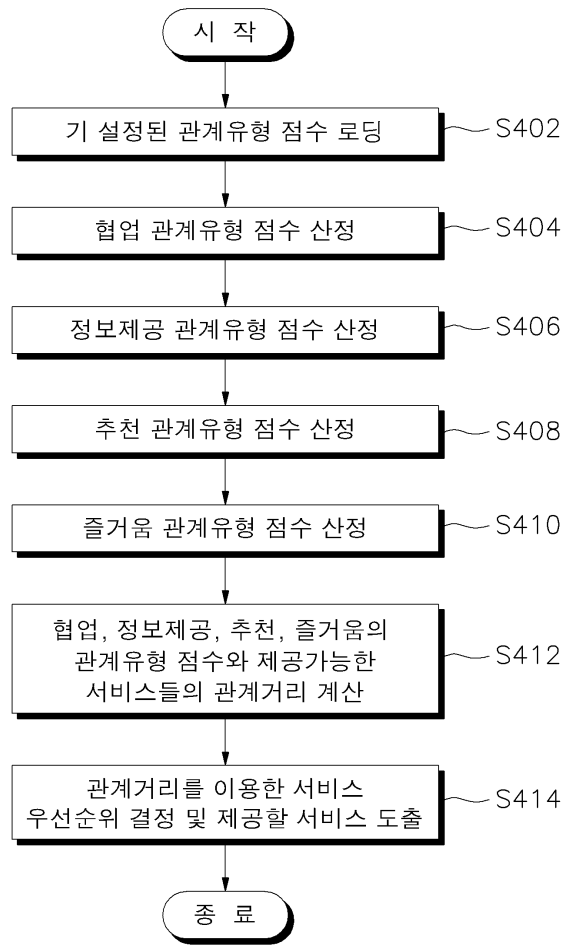 시 작
기 설정된 관계유형 점수 로딩
S402
협업 관계유형 점수 산정
S404
정보제공 관계유형 점수 산정
S406
추천 관계유형 점수 산정
S408
즐거움 관계유형 점수 산정
S410
협업, 정보제공, 추천, 즐거움의
관계유형 점수와 제공가능한
서비스들의 관계거리 계산
S412
관계거리를 이용한 서비스
우선순위 결정 및 제공할 서비스 도출
S414
종 료